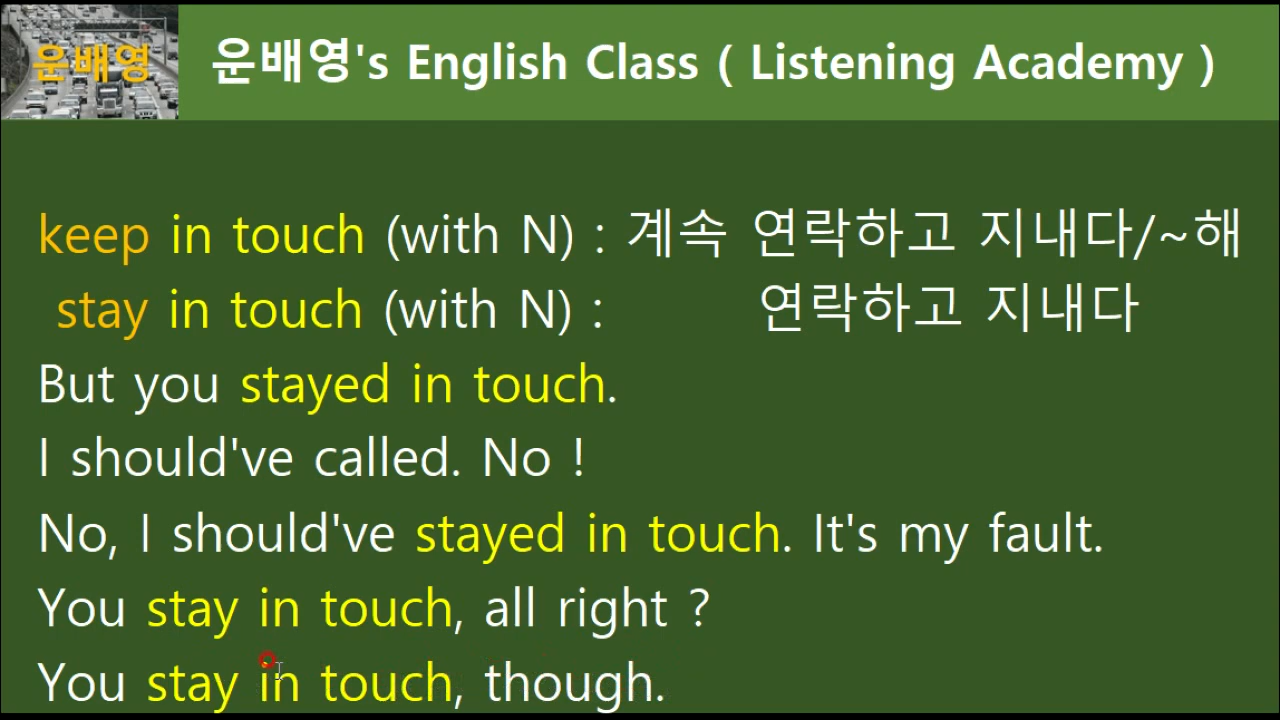 운배영
운배영's English Class ( Listening Academy )
keep in touch (with N) : 계속 연락하고 지내다/~해
stay in touch (with N) : 연락하고 지내다
But you stayed in touch.
I should've called. No !
No, I should've stayed in touch. It's my fault.
You stay in touch, all right ?
You stay in touch, though.